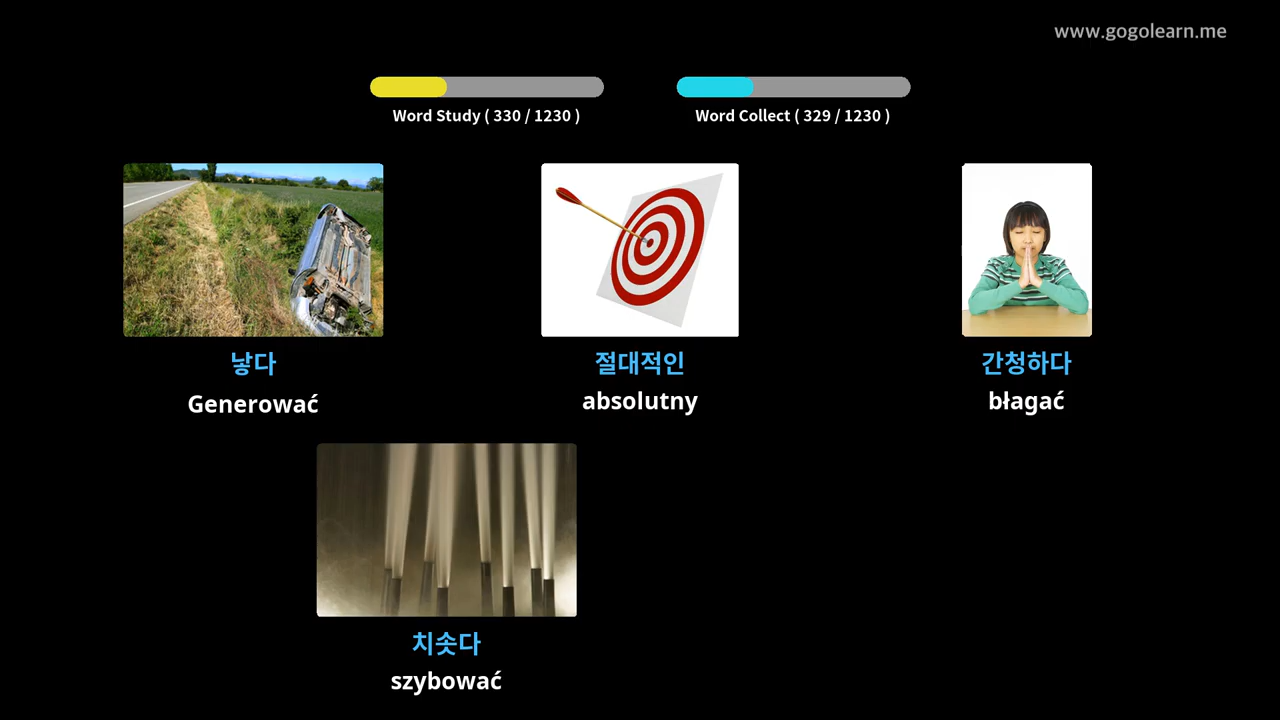 www.gogolearn.me
Word Study ( 330 / 1230 )
Word Collect ( 329 / 1230 )
낳다
Generować
절대적인
absolutny
간청하다
błagać
치솟다
szybować